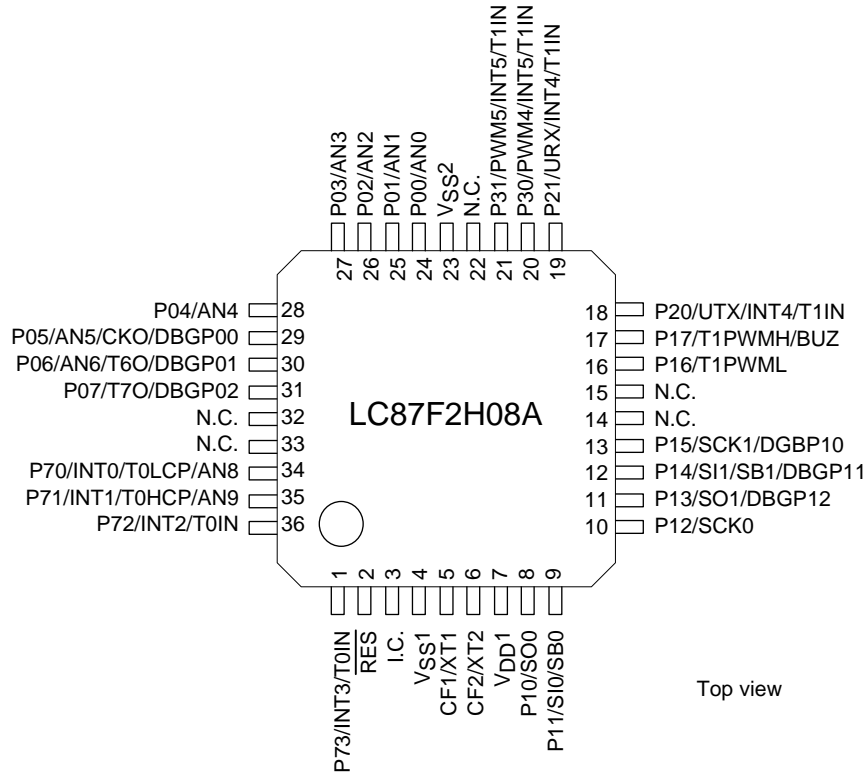 P03/AN3
P02/AN2
P01/AN1
P00/AN0
VSS2
N.C.
P31/PWM5/INT5/T1IN
P30/PWM4/INT5/T1IN
P21/URX/INT4/T1IN
27
26
25
24
23
22
21
20
19
P04/AN4 28
P05/AN5/CKO/DBGP00 29
P06/AN6/T6O/DBGP01 30
P07/T7O/DBGP02 31
N.C. 32
N.C. 33
P70/INT0/T0LCP/AN8 34
P71/INT1/T0HCP/AN9 35
P72/INT2/T0IN 36
LC87F2H08A
18 P20/UTX/INT4/T1IN
17 P17/T1PWMH/BUZ
16 P16/T1PWML
15 N.C.
14 N.C.
13 P15/SCK1/DGBP10
12 P14/SI1/SB1/DBGP11
11 P13/SO1/DBGP12
10 P12/SCK0
1
2
3
4
5
6
7
8
9
P73/INT3/T0IN
RES
I.C.
VSS1
CF1/XT1
CF2/XT2
VDD1
P10/SO0
P11/SI0/SB0
Top view